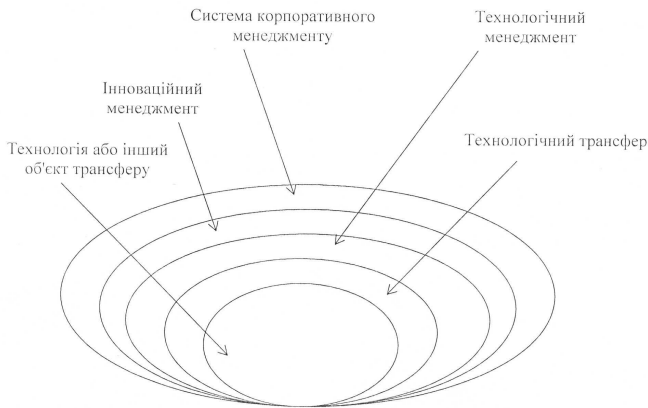 Система корпоративного
менеджменту
Технологічний
менеджмент
Інноваційний
менеджмент
Технологія або інший
об'єкт трансферу
Технологічний трансфер